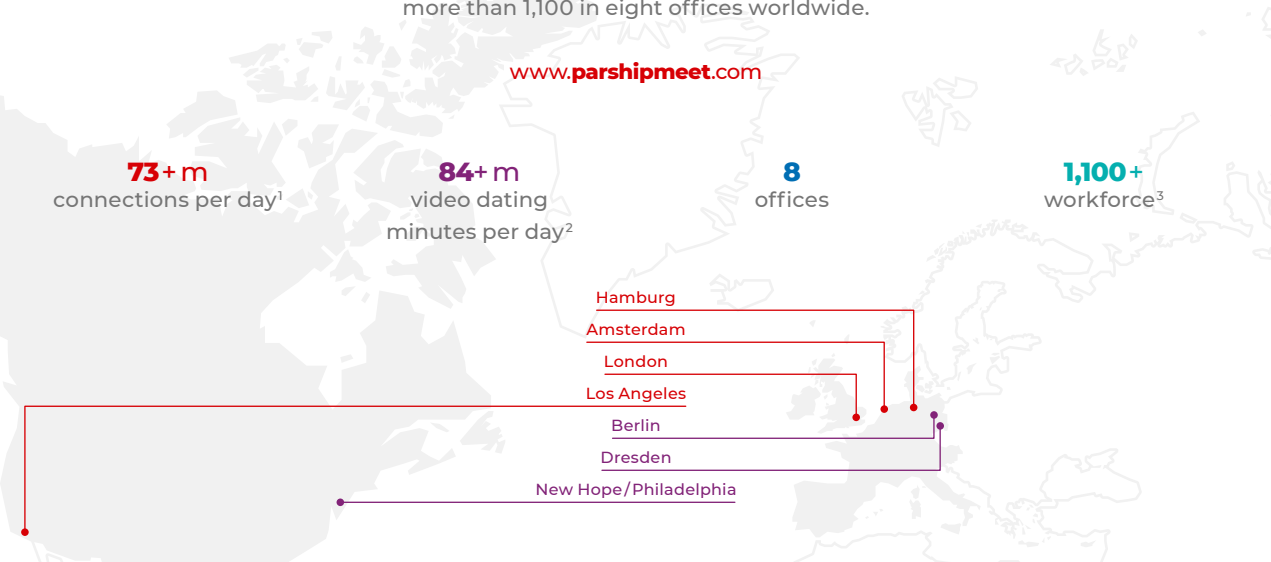 more than 1,100 in eight offices worldwide.
www.parshipmeet.com
73+ m
connections per day¹
84+ m
video dating
minutes per day²
8
offices
1,100+
workforce³
Hamburg
Amsterdam
London
Los Angeles
Berlin
Dresden
New Hope/Philadelphia